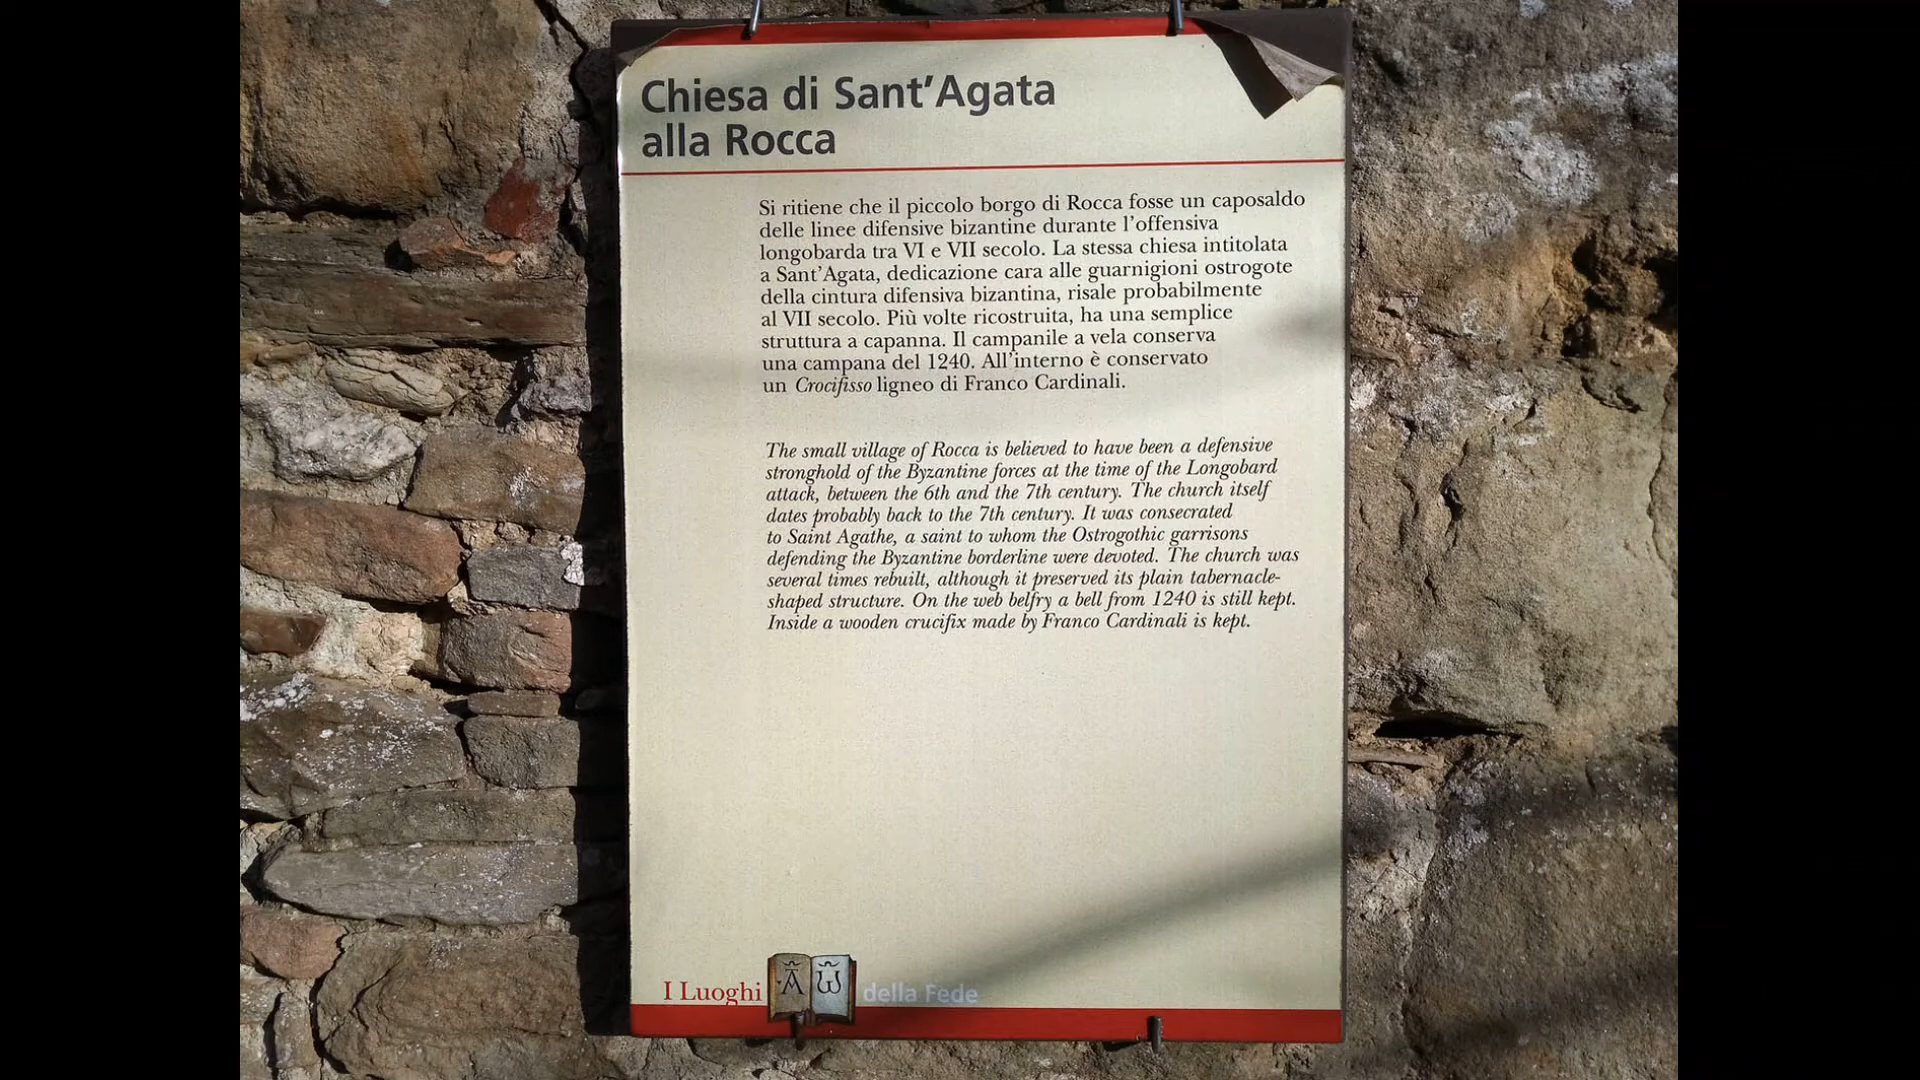 Chiesa di Sant'Agata
alla Rocca
Si ritiene che il piccolo borgo di Rocca fosse un caposaldo
delle linee difensive bizantine durante l'offensiva
longobarda tra VI e VII secolo. La stessa chiesa intitolata
a Sant'Agata, dedicazione cara alle guarnigioni ostrogote
della cintura difensiva bizantina, risale probabilmente
al VII secolo. Più volte ricostruita, ha una semplice
struttura a capanna. Il campanile a vela conserva
una campana del 1240. All'interno è conservato
un Crocifisso ligneo di Franco Cardinali.
The small village of Rocca is believed to have been a defensive
stronghold of the Byzantine forces at the time of the Longobard
attack, between the 6th and the 7th century. The church itself
dates probably back to the 7th century. It was consecrated
to Saint Agathe, a saint to whom the Ostrogothic garrisons
defending the Byzantine borderline were devoted. The church was
several times rebuilt, although it preserved its plain tabernacle-
shaped structure. On the web belfry a bell from 1240 is still kept.
Inside a wooden crucifix made by Franco Cardinali is kept.
I Luoghi A ω della Fede